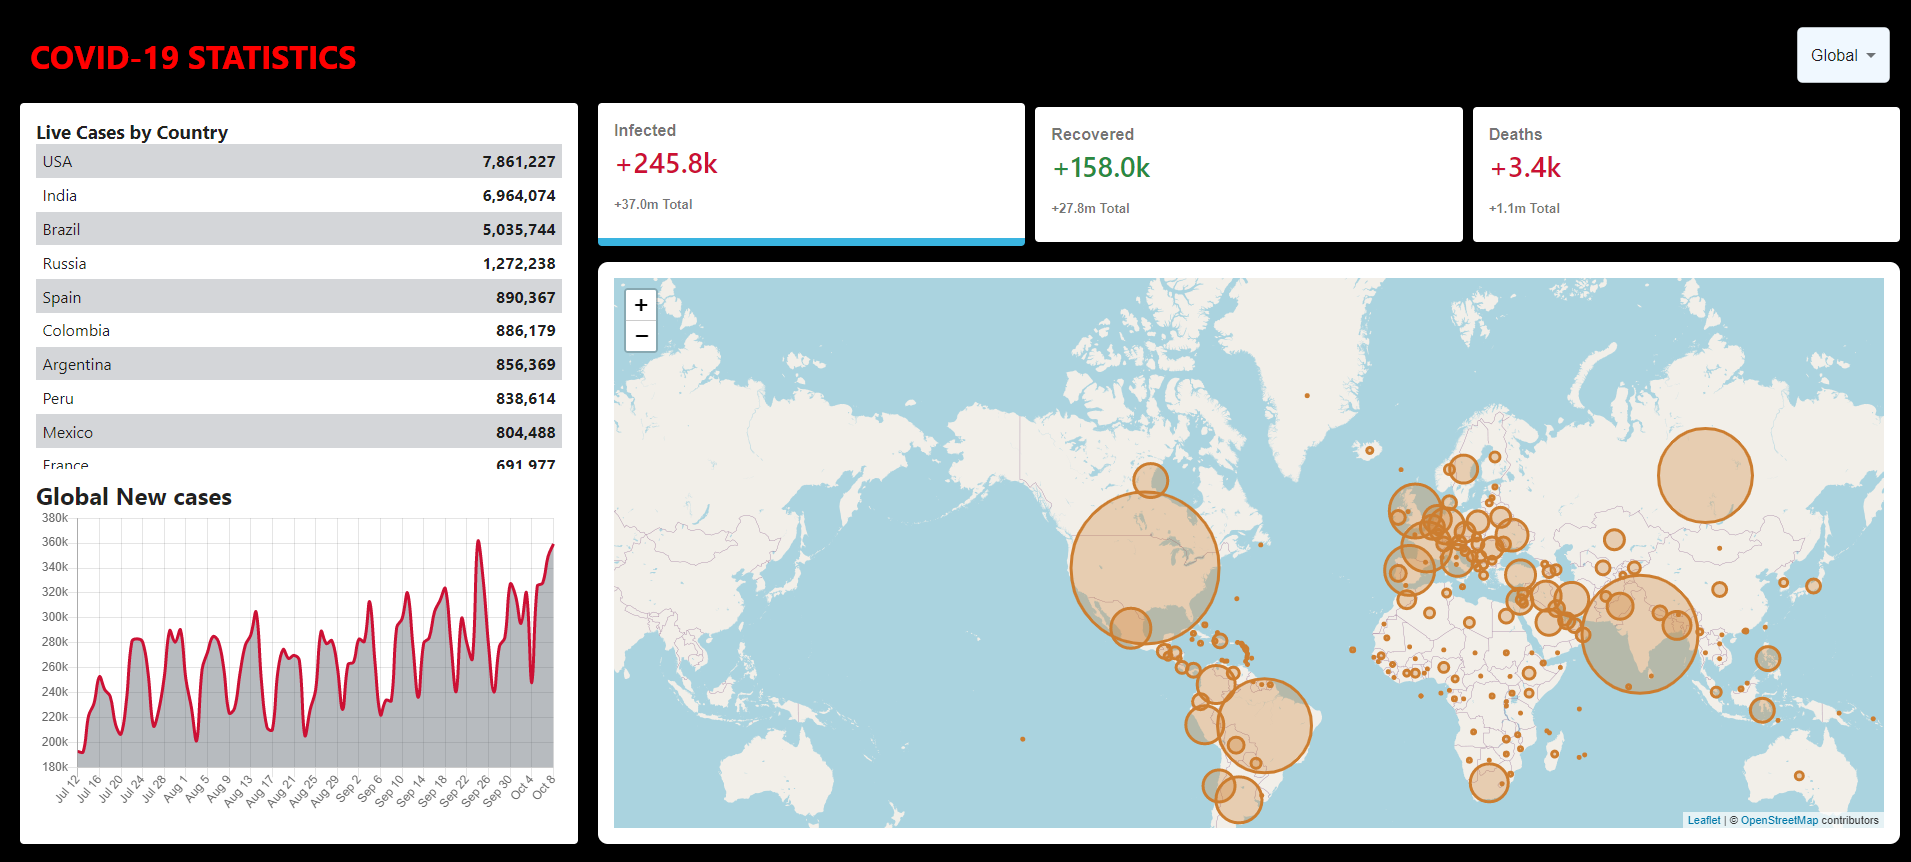 COVID-19 STATISTICS
Global
Live Cases by Country
USA 7,861,227
India 6,964,074
Brazil 5,035,744
Russia 1,272,238
Spain 890,367
Colombia 886,179
Argentina 856,369
Peru 838,614
Mexico 804,488
France 691,977
Global New cases
380k
360k
340k
320k
300k
280k
260k
240k
220k
200k
180k
Jul 12 Jul 16 Jul 20 Jul 24 Jul 28 Aug 1 Aug 5 Aug 9 Aug 13 Aug 17 Aug 21 Aug 25 Aug 29 Sep 2 Sep 6 Sep 10 Sep 14 Sep 18 Sep 22 Sep 26 Sep 30 Oct 4 Oct 8
Infected
+245.8k
+37.0m Total
Recovered
+158.0k
+27.8m Total
Deaths
+3.4k
+1.1m Total
+
−
Leaflet | © OpenStreetMap contributors